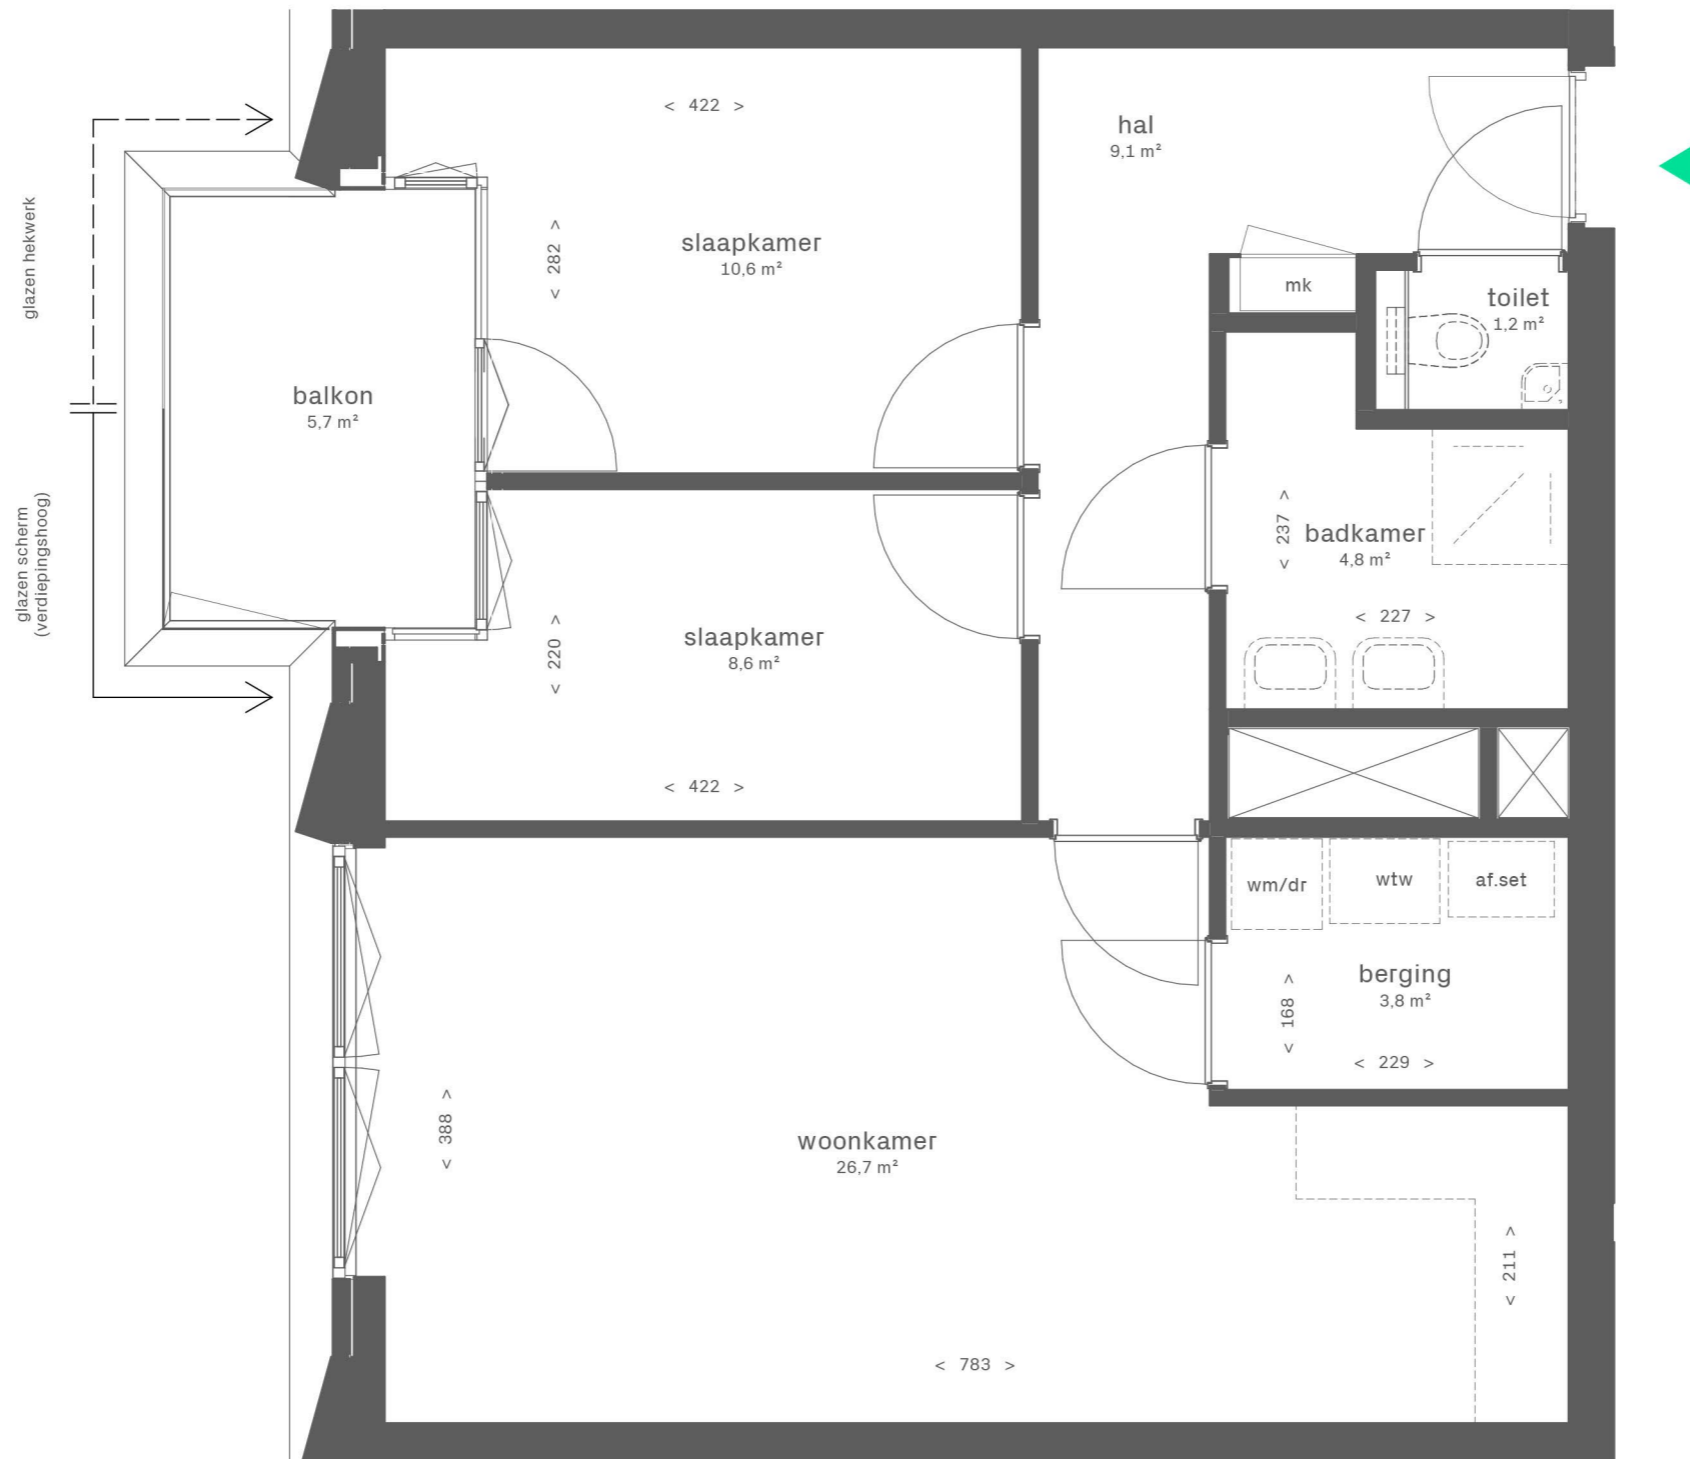 < 422 >
hal
9,1 m²
glazen hekwerk
< 282 >
slaapkamer
10,6 m²
mk
toilet
1,2 m²
balkon
5,7 m²
glazen scherm
(verdiepingshoog)
< 237 >
badkamer
4,8 m²
< 227 >
< 220 >
slaapkamer
8,6 m²
< 422 >
wm/dr
wtw
af.set
berging
3,8 m²
< 168 >
< 229 >
< 388 >
woonkamer
26,7 m²
< 211 >
< 783 >